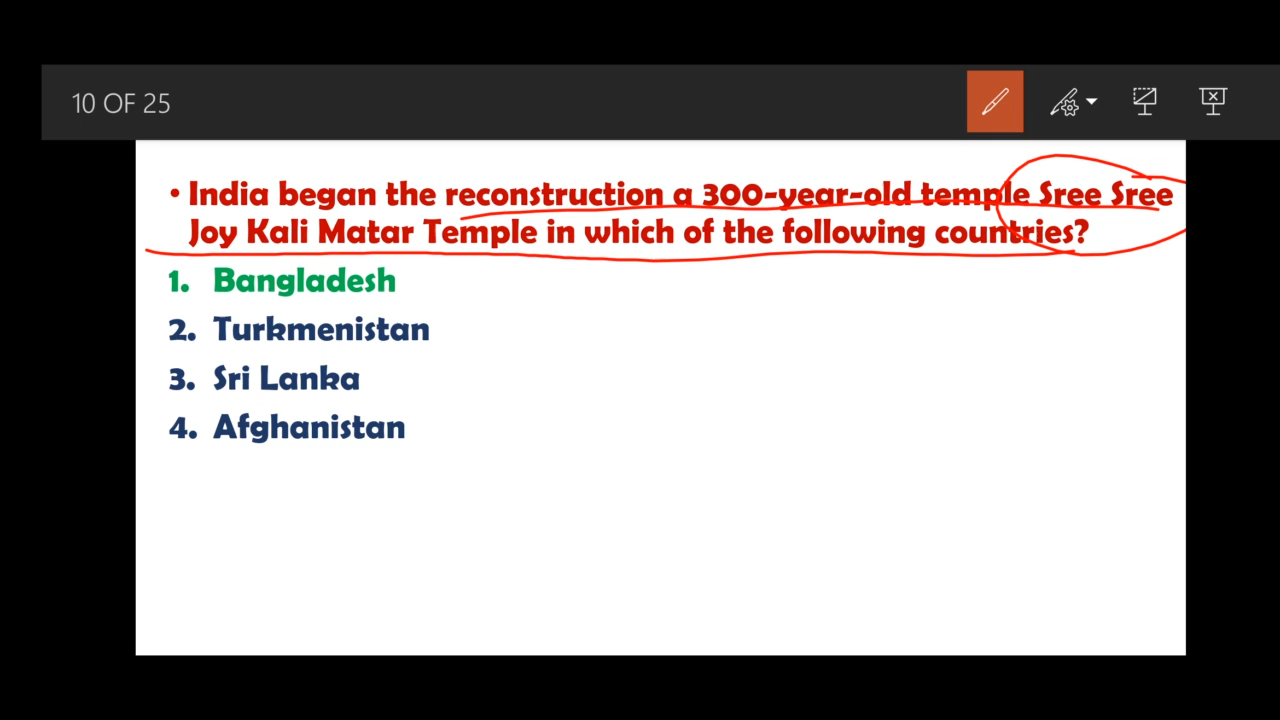 10 OF 25
• India began the reconstruction a 300-year-old temple Sree Sree
Joy Kali Matar Temple in which of the following countries?
1. Bangladesh
2. Turkmenistan
3. Sri Lanka
4. Afghanistan